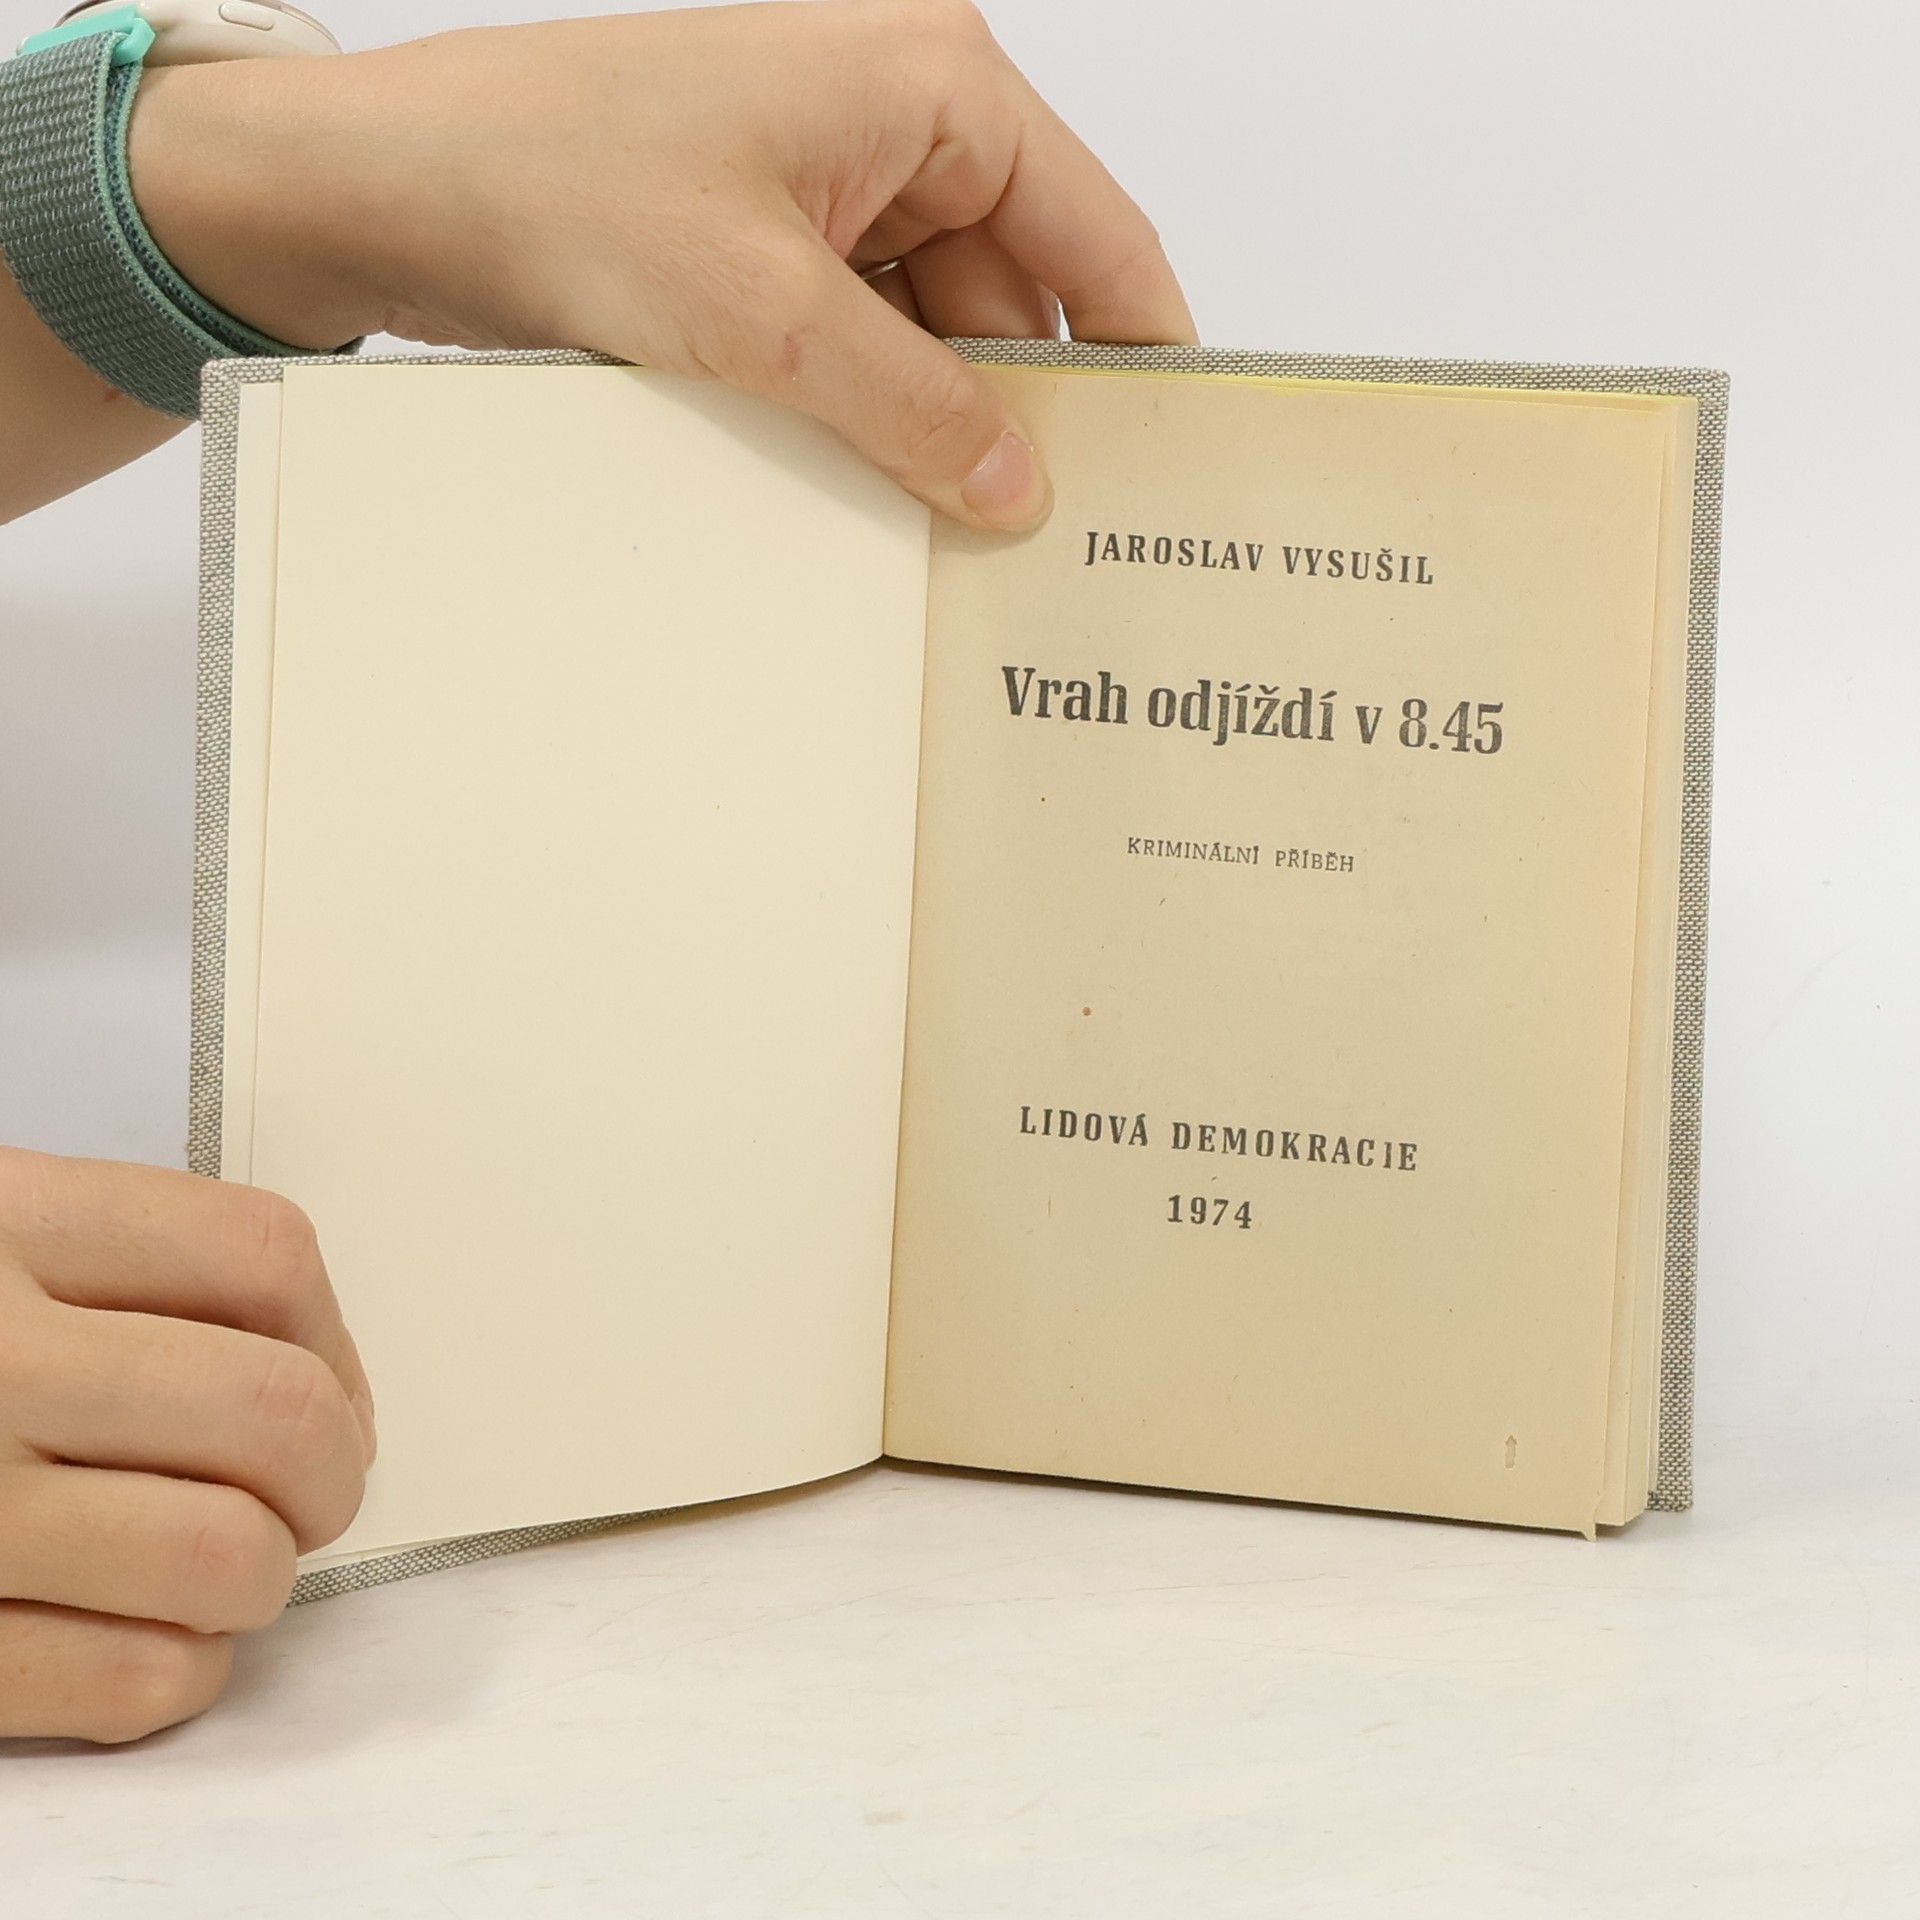 JAROSLAV VYSUŠIL
Vrah odjíždí v 8.45
KRIMINÁLNÍ PŘÍBĚH
LIDOVÁ DEMOKRACIE
1974